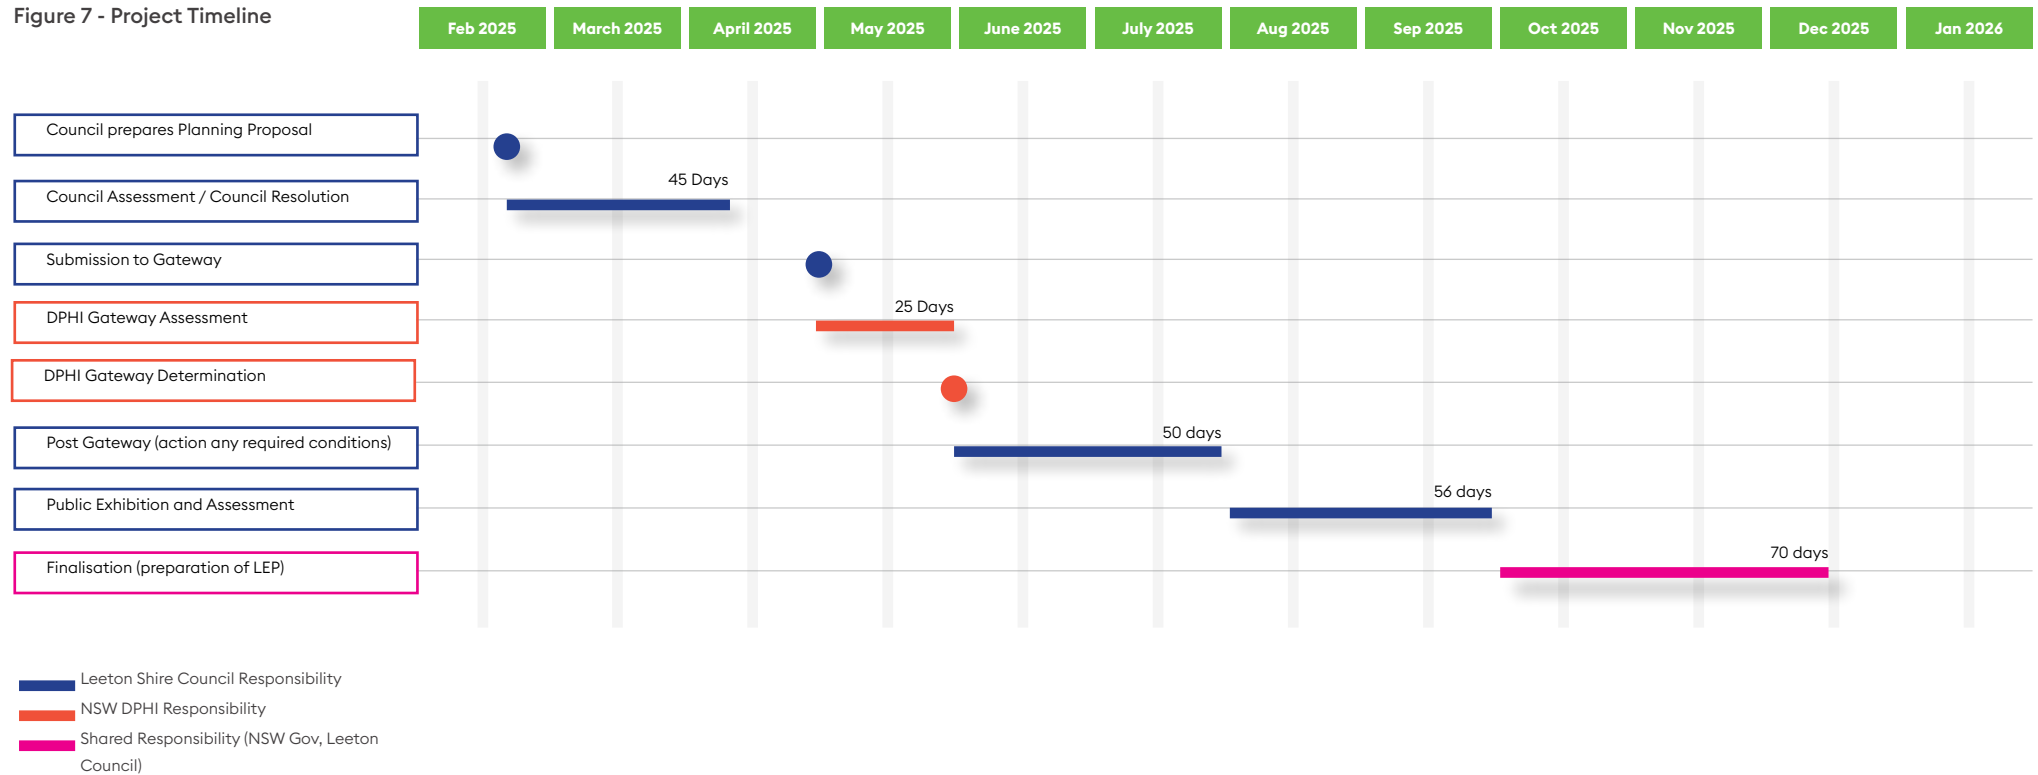 Figure 7 - Project Timeline
Feb 2025
March 2025
April 2025
May 2025
June 2025
July 2025
Aug 2025
Sep 2025
Oct 2025
Nov 2025
Dec 2025
Jan 2026
Council prepares Planning Proposal
Council Assessment / Council Resolution
45 Days
Submission to Gateway
DPHI Gateway Assessment
25 Days
DPHI Gateway Determination
Post Gateway (action any required conditions)
50 days
Public Exhibition and Assessment
56 days
Finalisation (preparation of LEP)
70 days
Leeton Shire Council Responsibility
NSW DPHI Responsibility
Shared Responsibility (NSW Gov, Leeton
Council)